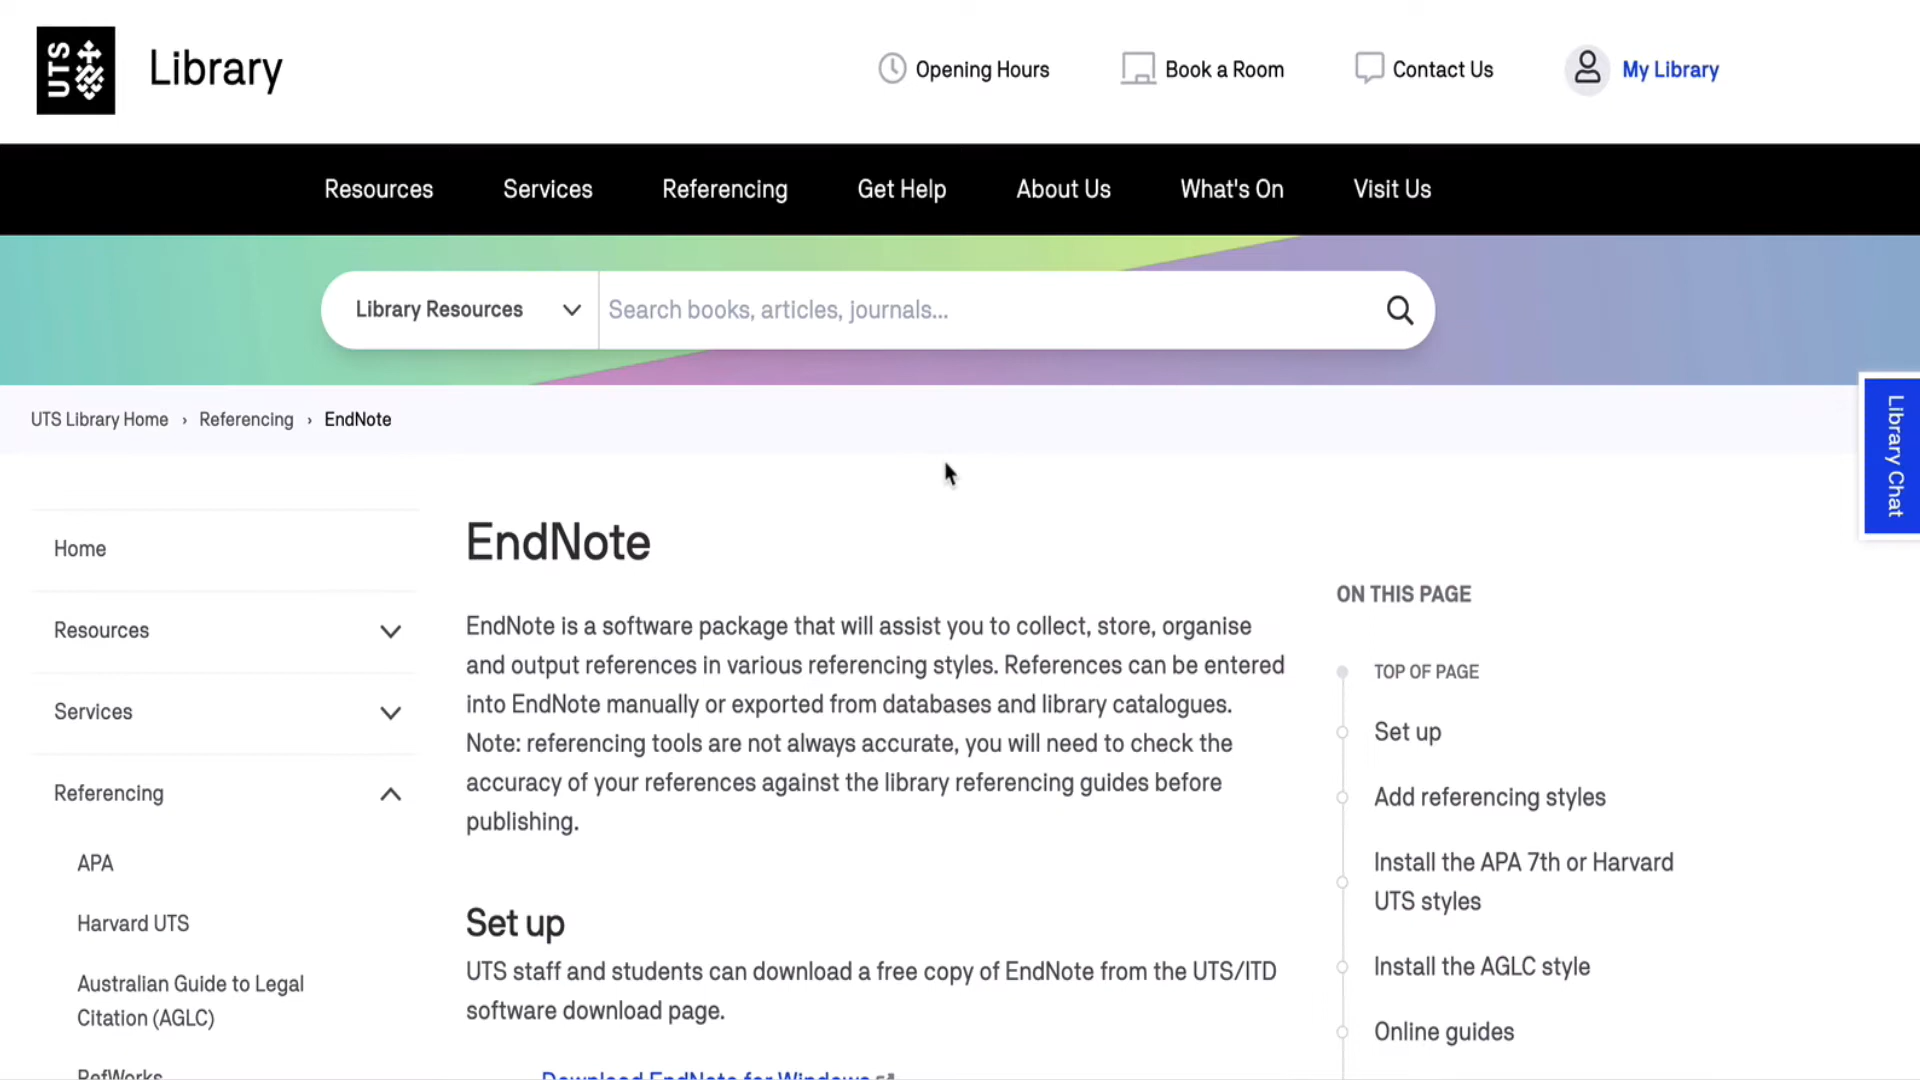 UTS
Library
Opening Hours
Book a Room
Contact Us
My Library
Resources
Services
Referencing
Get Help
About Us
What's On
Visit Us
Library Resources
Search books, articles, journals...
Library Chat
UTS Library Home › Referencing › EndNote
Home
Resources
Services
Referencing
APA
Harvard UTS
Australian Guide to Legal
Citation (AGLC)
RefWorks
EndNote
EndNote is a software package that will assist you to collect, store, organise
and output references in various referencing styles. References can be entered
into EndNote manually or exported from databases and library catalogues.
Note: referencing tools are not always accurate, you will need to check the
accuracy of your references against the library referencing guides before
publishing.
Set up
UTS staff and students can download a free copy of EndNote from the UTS/ITD
software download page.
Download EndNote for Windows
ON THIS PAGE
TOP OF PAGE
Set up
Add referencing styles
Install the APA 7th or Harvard
UTS styles
Install the AGLC style
Online guides